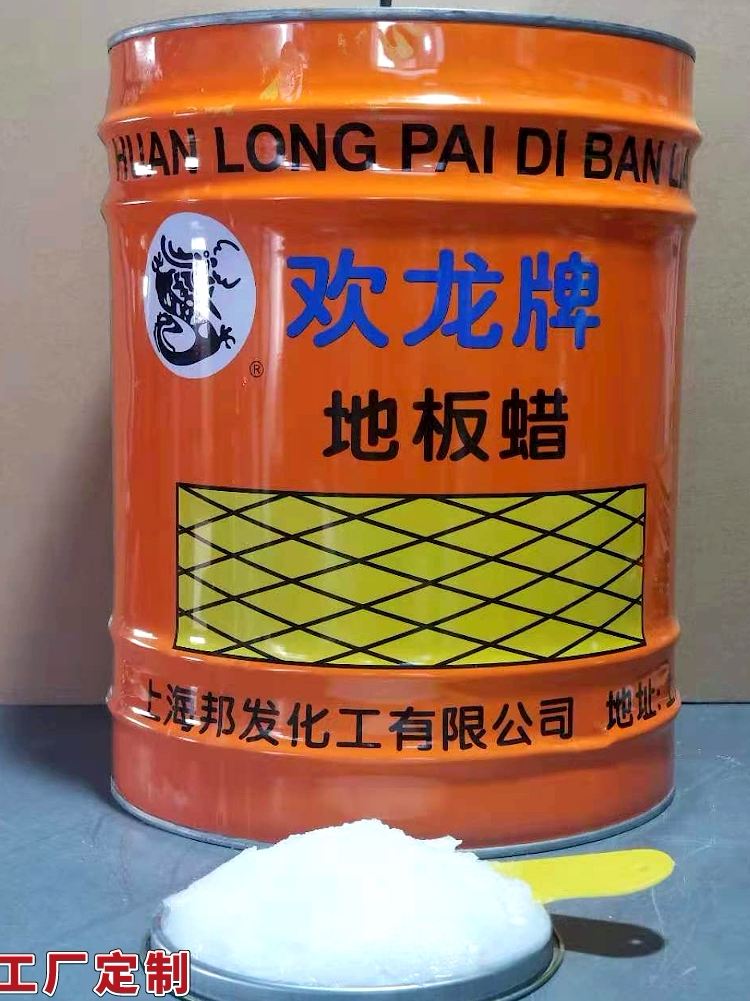 HUAN LONG PAI DI BAN LA
欢龙牌
®
地板蜡
上海邦发化工有限公司 地址:
工厂定制